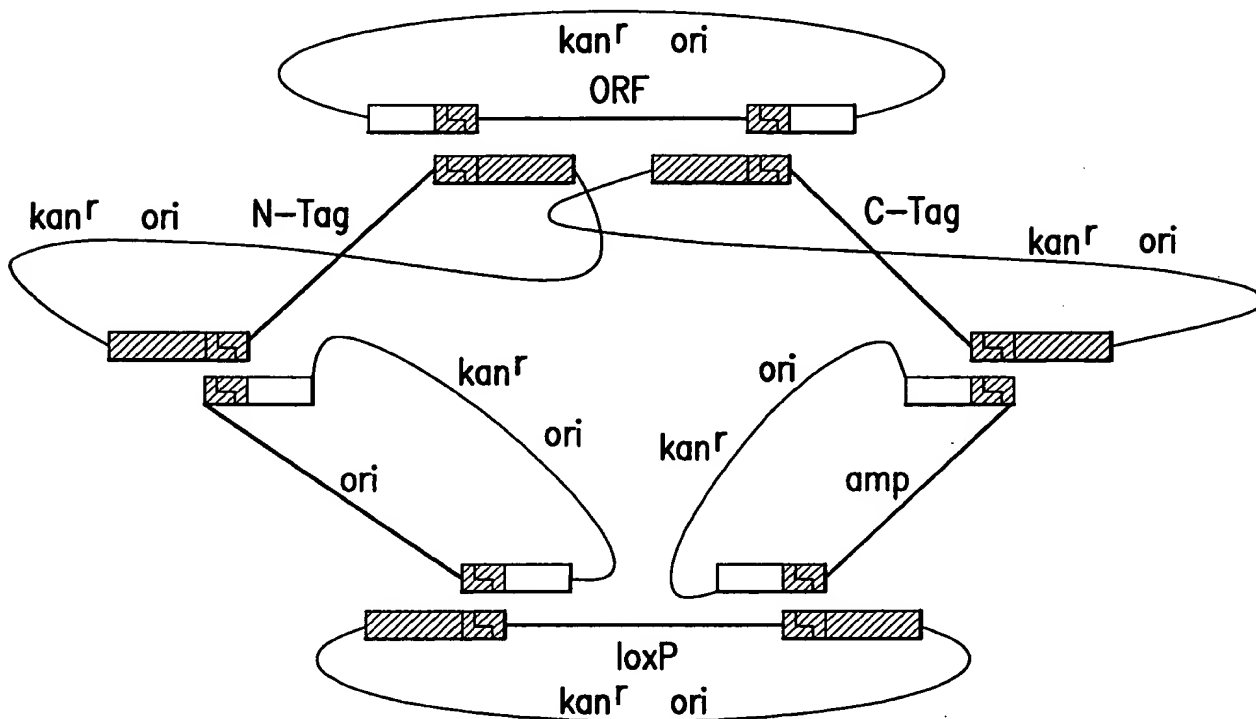 kanʳ ori
ORF
N-Tag
C-Tag
kanʳ ori
kanʳ ori
kanʳ
ori
ori
kanʳ
ori
amp
loxP
kanʳ ori